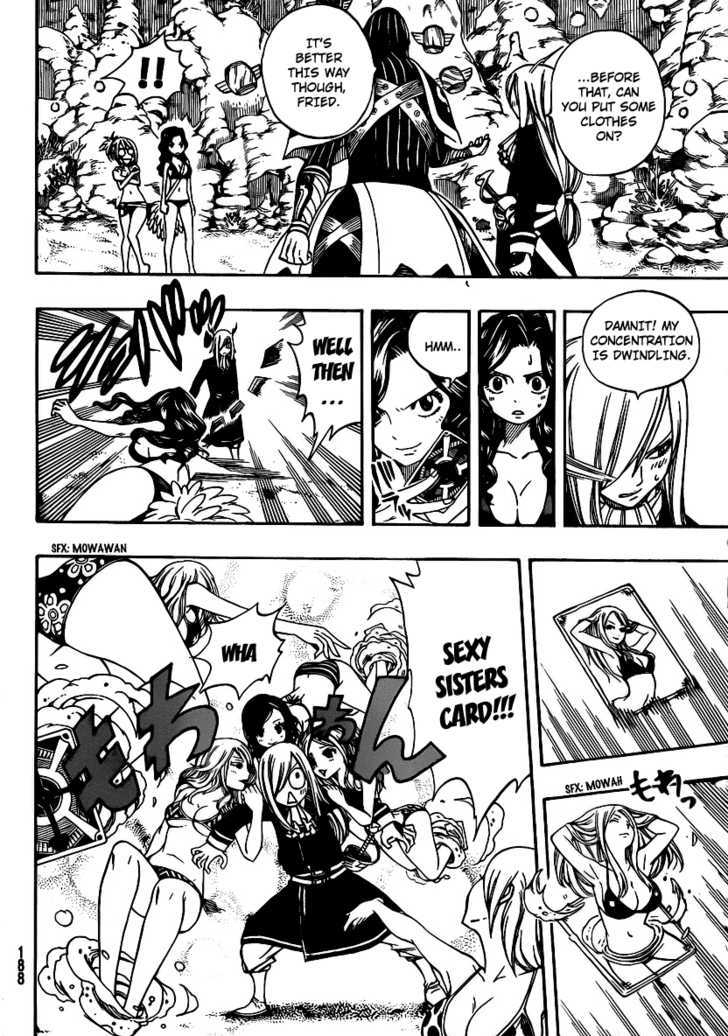 ...BEFORE
THAT, CAN
YOU PUT SOME
CLOTHES
ON?
IT'S
BETTER
THIS WAY
THOUGH,
FRIED.
!!
DAMNIT! MY
CONCENTRATION
IS DWINDLING.
HMM..
WELL
THEN
...
SFX: MOWAH
もわっ
SEXY
SISTERS
CARD!!!
WHA
SFX: MOWAWAN
もわわぁん
188